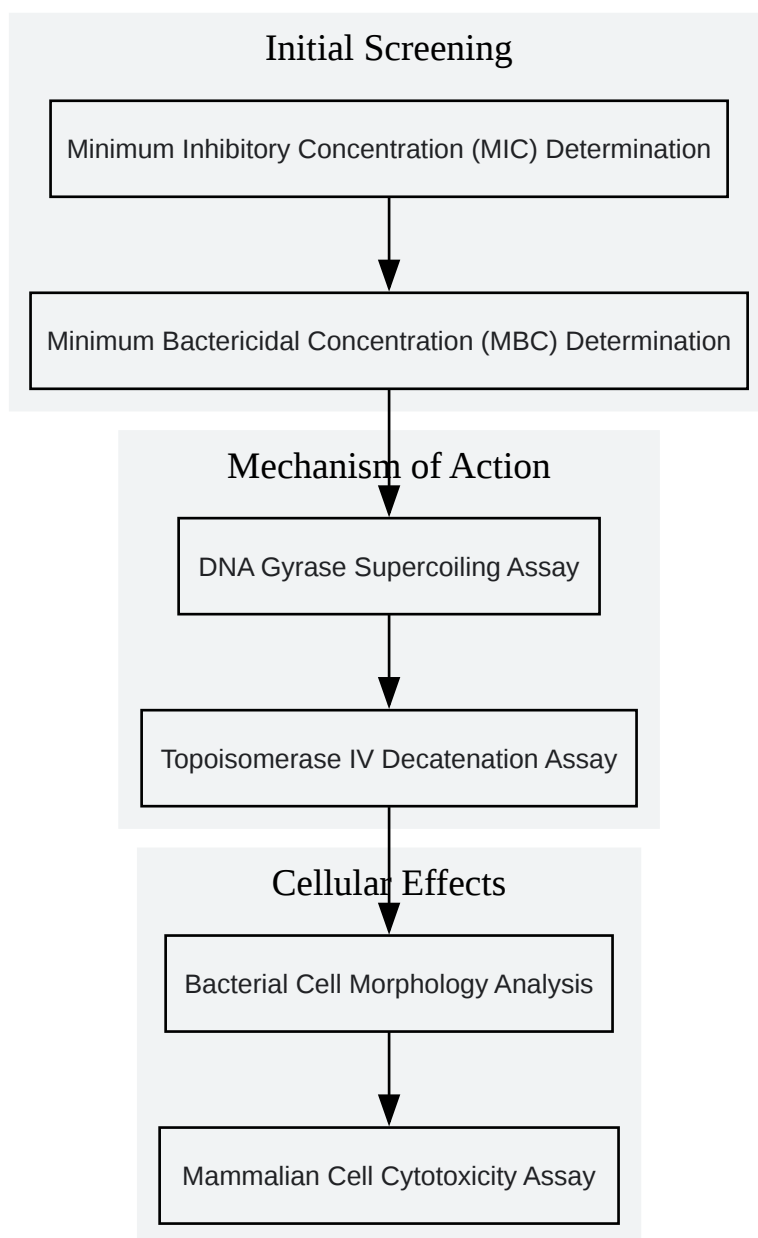 Initial Screening
Minimum Inhibitory Concentration (MIC) Determination
Minimum Bactericidal Concentration (MBC) Determination
Mechanism of Action
DNA Gyrase Supercoiling Assay
Topoisomerase IV Decatenation Assay
Cellular Effects
Bacterial Cell Morphology Analysis
Mammalian Cell Cytotoxicity Assay